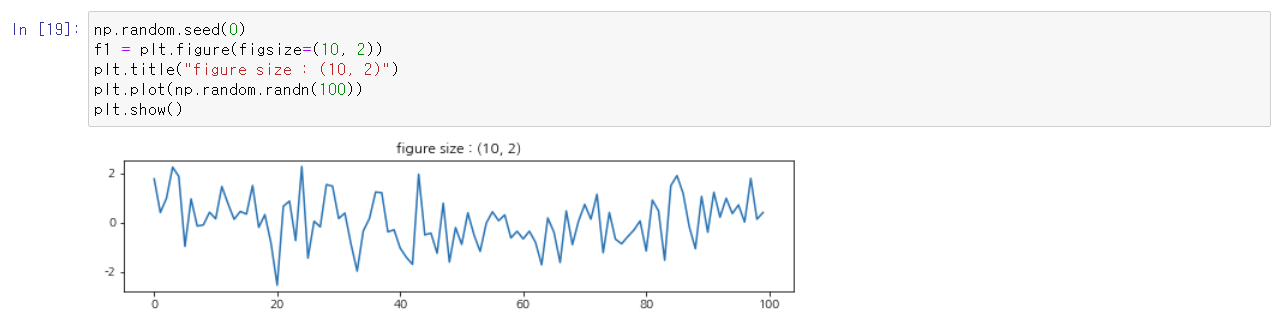 In [19]:
np.random.seed(0)
f1 = plt.figure(figsize=(10, 2))
plt.title("figure size : (10, 2)")
plt.plot(np.random.randn(100))
plt.show()
figure size : (10, 2)
2
0
-2
0 20 40 60 80 100